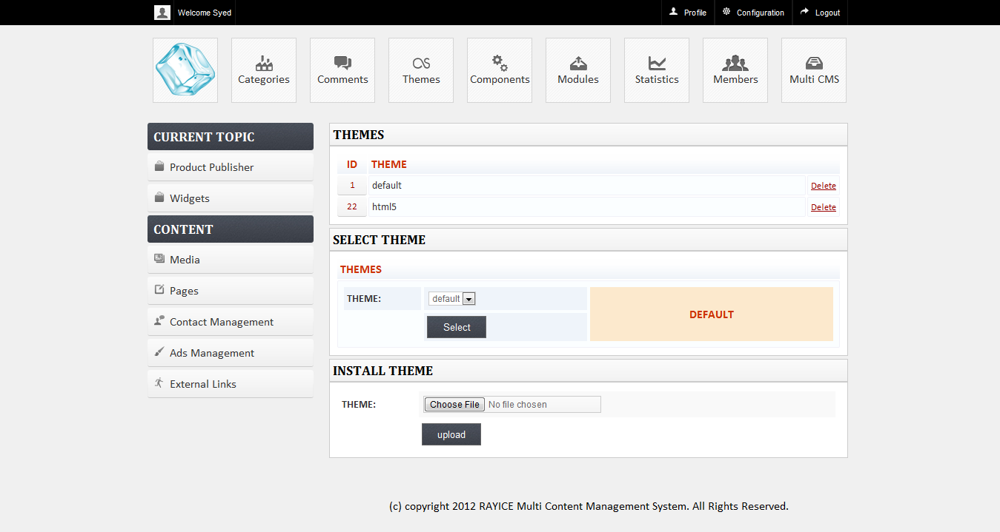 Welcome Syed
Profile
Configuration
Logout
Categories
Comments
Themes
Components
Modules
Statistics
Members
Multi CMS
CURRENT TOPIC
Product Publisher
Widgets
CONTENT
Media
Pages
Contact Management
Ads Management
External Links
THEMES
ID THEME
1 default Delete
22 html5 Delete
SELECT THEME
THEMES
THEME: default
Select
DEFAULT
INSTALL THEME
THEME: Choose File No file chosen
upload
(c) copyright 2012 RAYICE Multi Content Management System. All Rights Reserved.